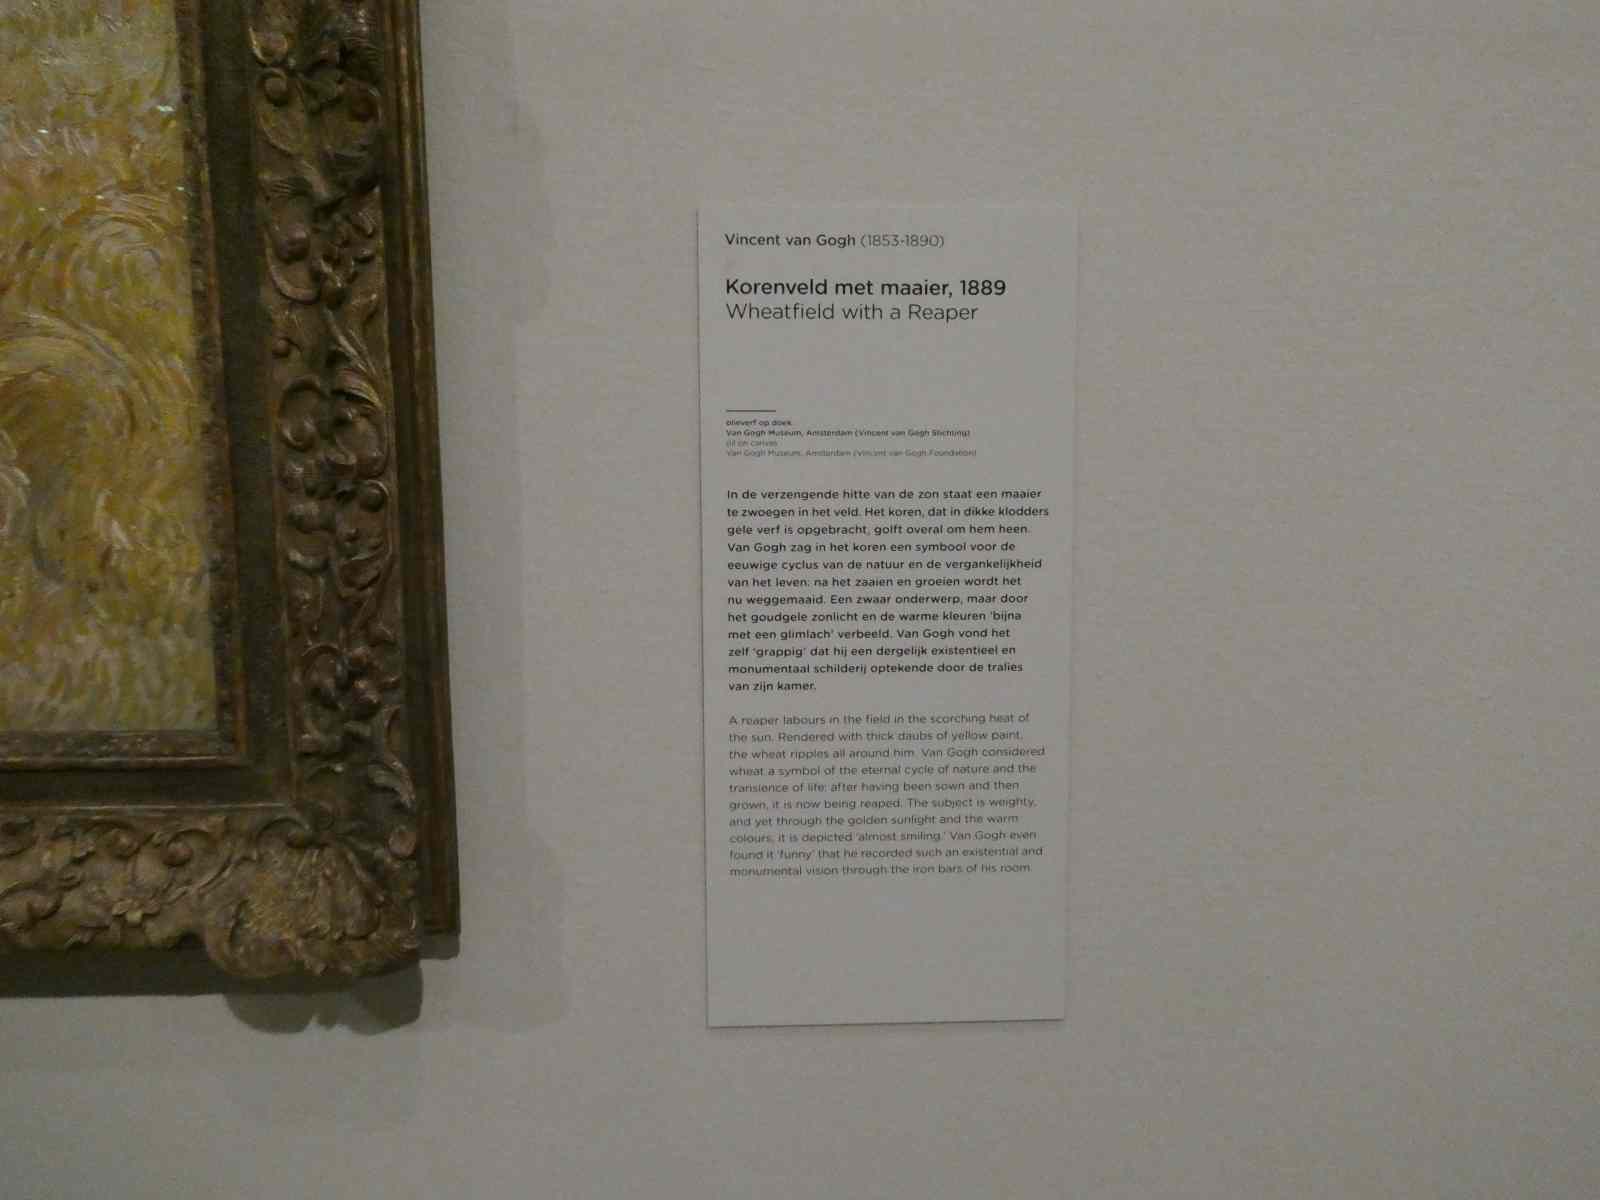 Vincent van Gogh (1853-1890)
Korenveld met maaier, 1889
Wheatfield with a Reaper
olieverf op doek
Van Gogh Museum, Amsterdam (Vincent van Gogh Stichting)
oil on canvas
Van Gogh Museum, Amsterdam (Vincent van Gogh Foundation)
In de verzengende hitte van de zon staat een maaier
te zwoegen in het veld. Het koren, dat in dikke klodders
gele verf is opgebracht, golft overal om hem heen.
Van Gogh zag in het koren een symbool voor de
eeuwige cyclus van de natuur en de vergankelijkheid
van het leven: na het zaaien en groeien wordt het
nu weggemaaid. Een zwaar onderwerp, maar door
het goudgele zonlicht en de warme kleuren 'bijna
met een glimlach' verbeeld. Van Gogh vond het
zelf 'grappig' dat hij een dergelijk existentieel en
monumentaal schilderij optekende door de tralies
van zijn kamer.
A reaper labours in the field in the scorching heat of
the sun. Rendered with thick daubs of yellow paint,
the wheat ripples all around him. Van Gogh considered
wheat a symbol of the eternal cycle of nature and the
transience of life: after having been sown and then
grown, it is now being reaped. The subject is weighty,
and yet through the golden sunlight and the warm
colours, it is depicted 'almost smiling.' Van Gogh even
found it 'funny' that he recorded such an existential and
monumental vision through the iron bars of his room.